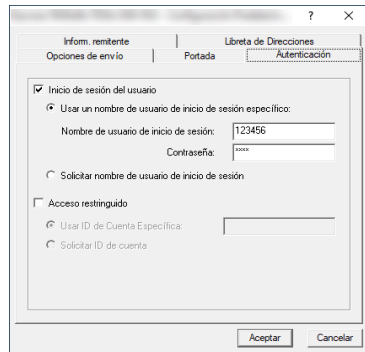 Inform. remitente
Libreta de Direcciones
Opciones de envío
Portada
Autenticación
Inicio de sesión del usuario
Usar un nombre de usuario de inicio de sesión específico:
Nombre de usuario de inicio de sesión: 123456
Contraseña: ****
Solicitar nombre de usuario de inicio de sesión
Acceso restringido
Usar ID de Cuenta Específica:
Solicitar ID de cuenta
Aceptar
Cancelar